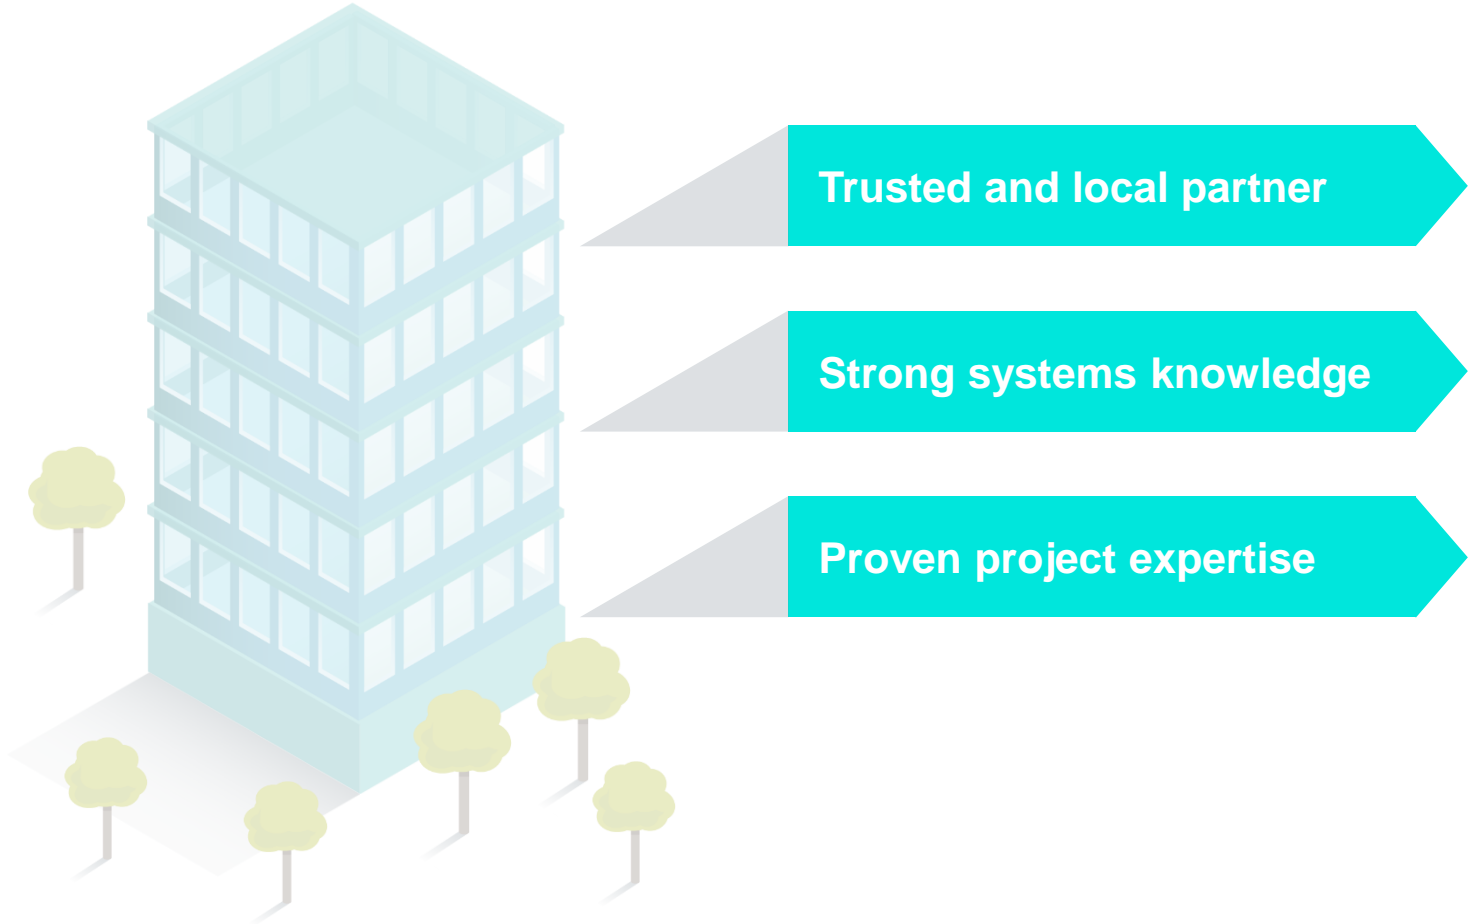 Trusted and local partner
Strong systems knowledge
Proven project expertise